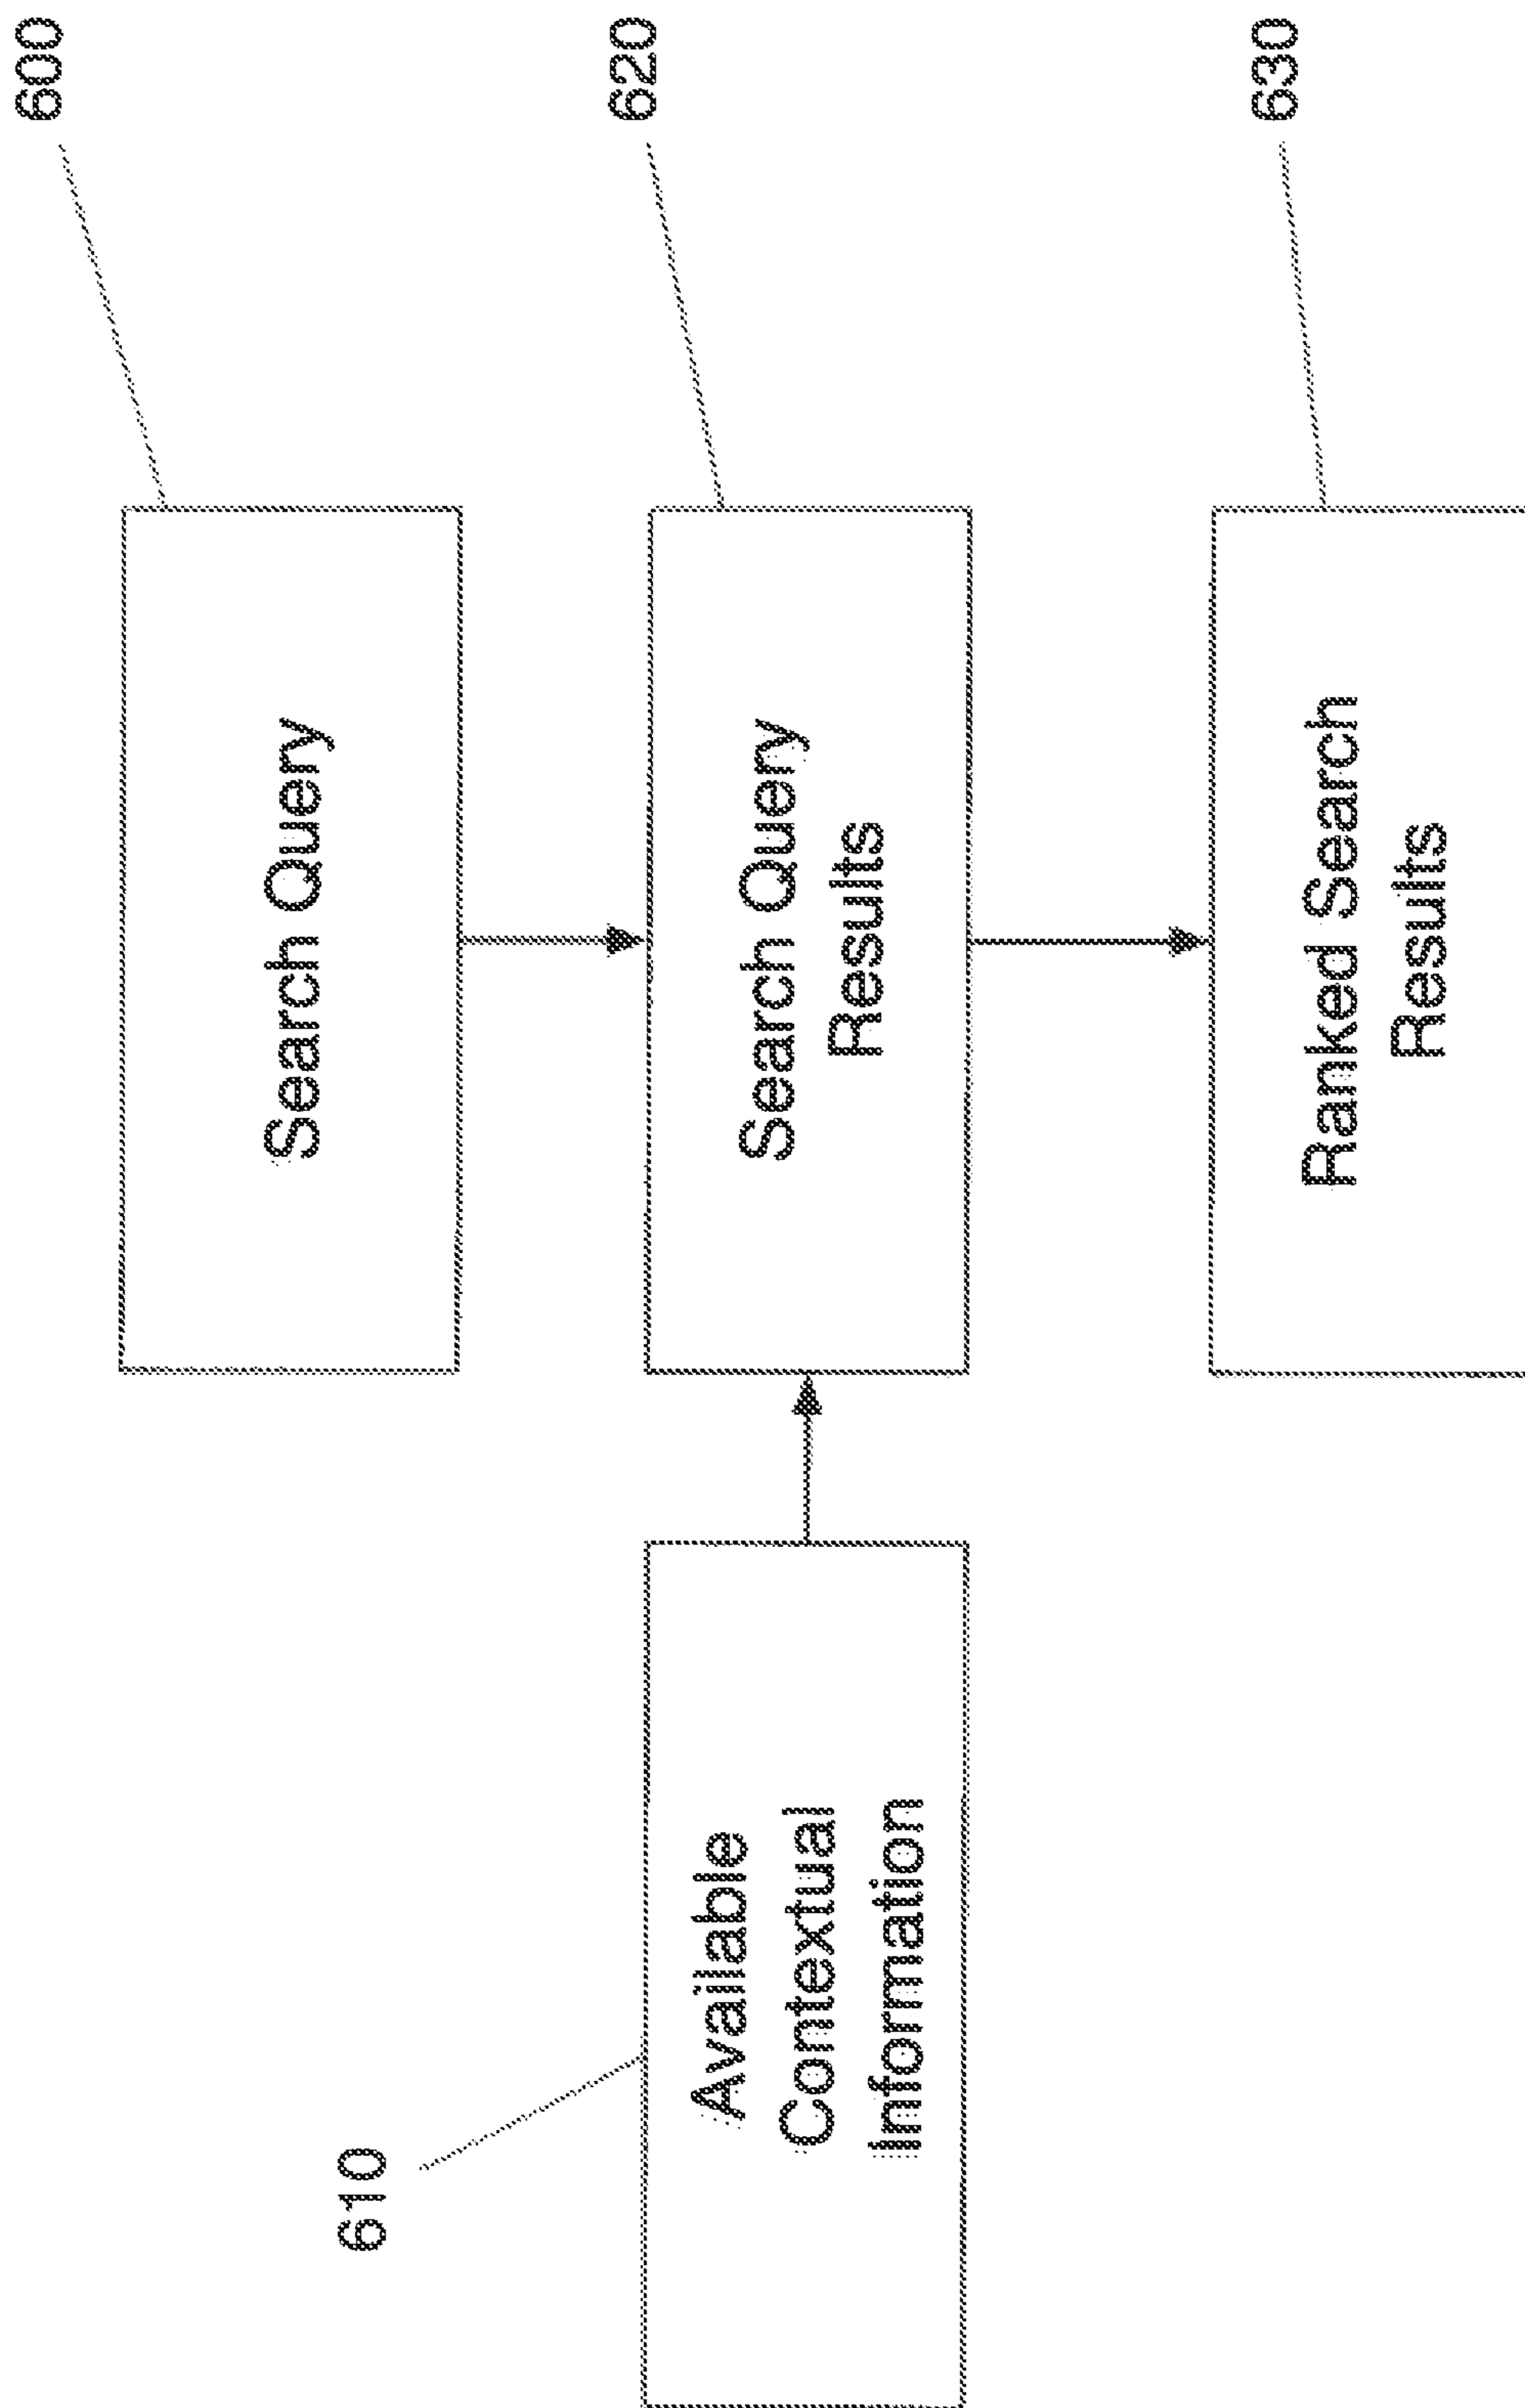 600
Search Query
610
Available
Contextual
Information
620
Search Query
Results
630
Ranked Search
Results